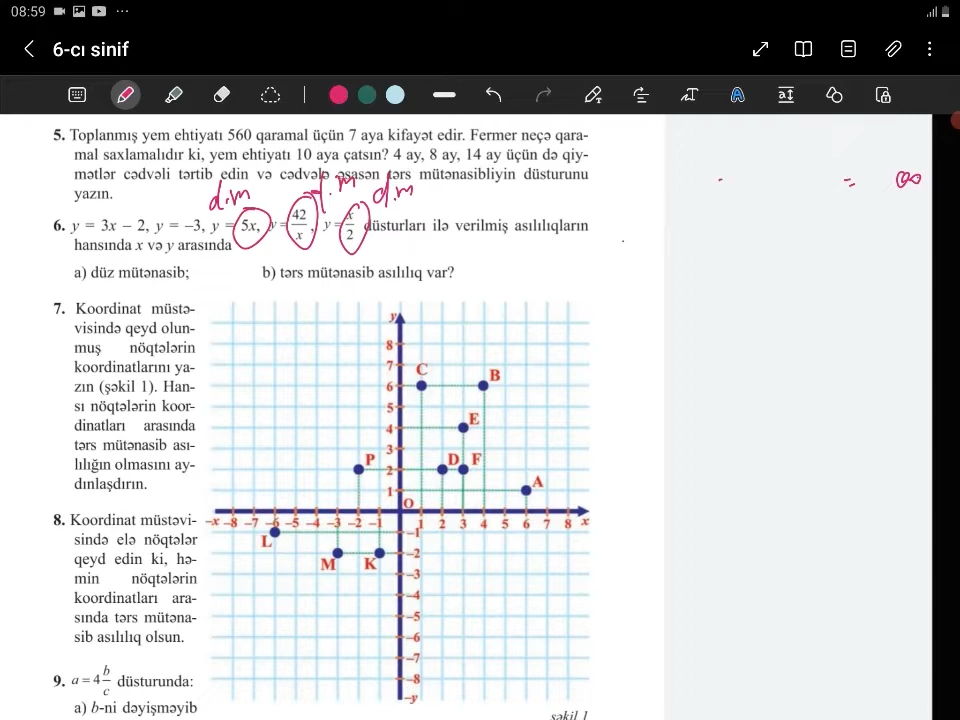 08:59 ...
6-cı sinif
5. Toplanmış yem ehtiyatı 560 qaramal üçün 7 aya kifayət edir. Fermer neçə qara-
mal saxlamalıdır ki, yem ehtiyatı 10 aya çatsın? 4 ay, 8 ay, 14 ay üçün də qiy-
mətlər cədvəli tərtib edin və cədvələ əsasən tərs mütənasibliyin düsturunu
yazın.
d.m t.m d.m
= ∞
6. y = 3x – 2, y = –3, y = 5x, y = 42/x, y = x/2 düsturları ilə verilmiş asılılıqların
hansında x və y arasında
a) düz mütənasib; b) tərs mütənasib asılılıq var?
7. Koordinat müstə-
visində qeyd olun-
muş nöqtələrin
koordinatlarını ya-
zın (şəkil 1). Han-
sı nöqtələrin koor-
dinatları arasında
tərs mütənasib ası-
lılığın olmasını ay-
dınlaşdırın.
8. Koordinat müstəvi-
sində elə nöqtələr
qeyd edin ki, hə-
min nöqtələrin
koordinatları ara-
sında tərs mütəna-
sib asılılıq olsun.
9. a = 4 b/c düsturunda:
a) b-ni dəyişməyib
y
8
7
6
5
4
3
2
1
O
C
B
E
P
D F
A
–x –8 –7 –6 –5 –4 –3 –2 –1 1 2 3 4 5 6 7 8 x
L
M
K
–1
–2
–3
–4
–5
–6
–7
–8
–y
şəkil 1